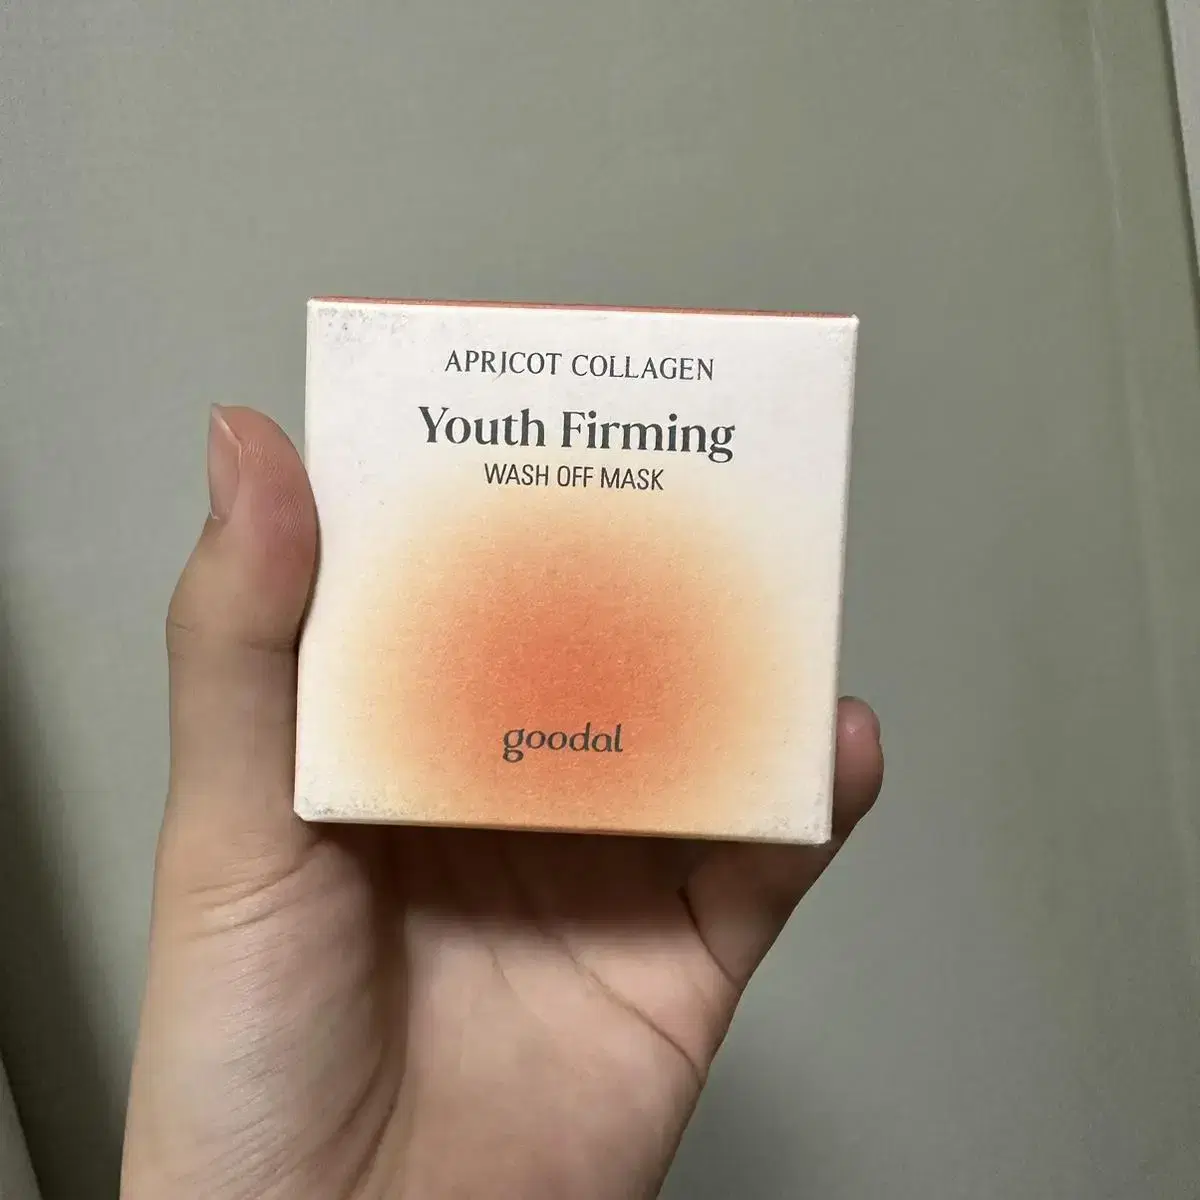 APRICOT COLLAGEN
Youth Firming
WASH OFF MASK
goodal